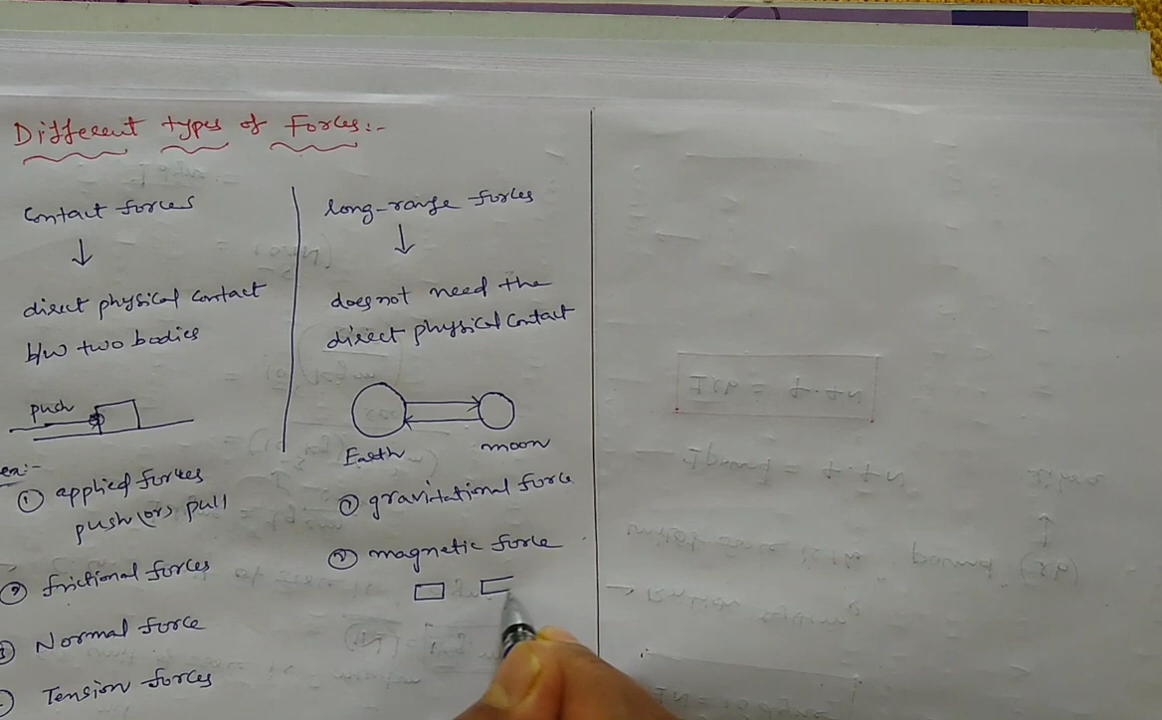 Different types of Forces:-
Contact forces
direct physical contact
b/w two bodies
push
ex:-
① applied forces
push (or) pull
② frictional forces
③ Normal force
Tension forces
long-range forces
does not need the
direct physical contact
Earth
moon
① gravitational force
② magnetic force